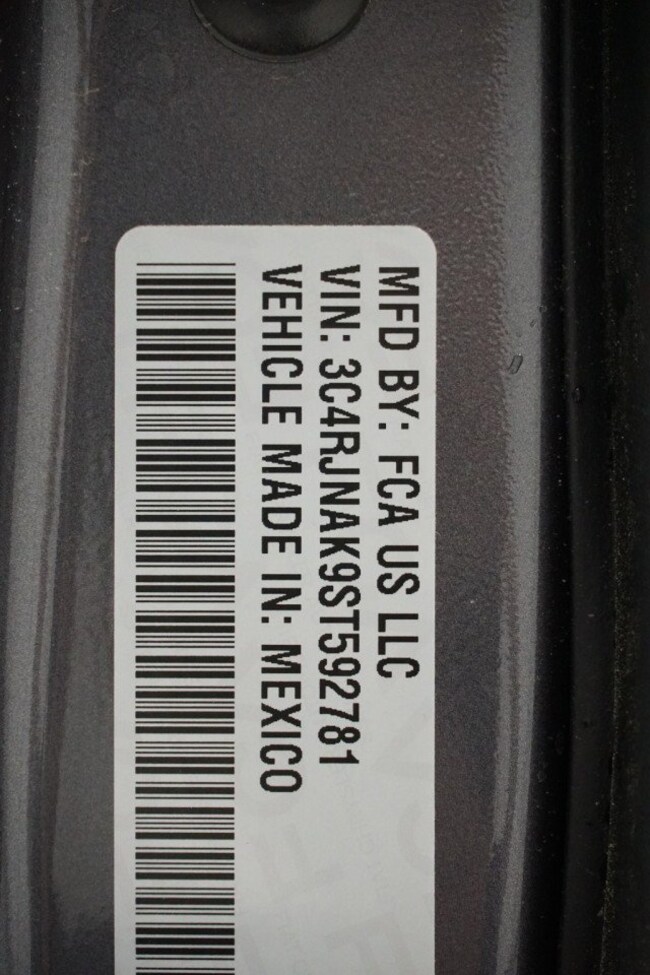 MFD BY: FCA US LLC
VIN: 3C4RJNAK9ST592781
VEHICLE MADE IN: MEXICO